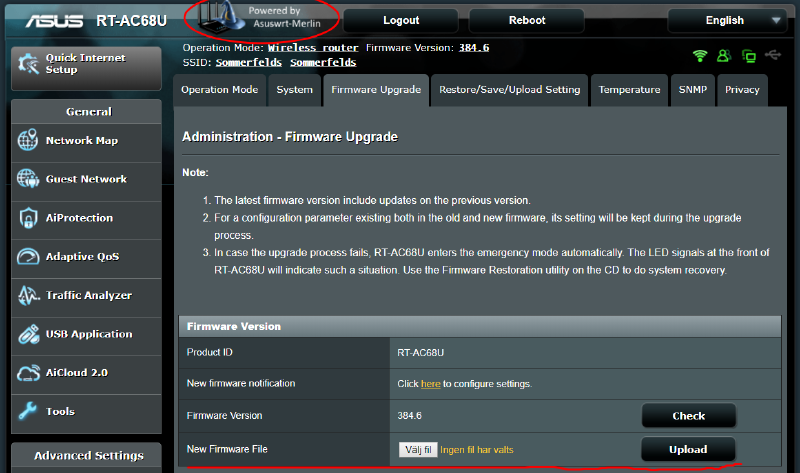 ASUS RT-AC68U Powered by Asuswrt-Merlin Logout Reboot English
Operation Mode: Wireless router Firmware Version: 384.6
SSID: Sommerfelds Sommerfelds
Quick Internet
Setup
Operation Mode System Firmware Upgrade Restore/Save/Upload Setting Temperature SNMP Privacy
General
Network Map
Guest Network
AiProtection
Adaptive QoS
Traffic Analyzer
USB Application
AiCloud 2.0
Tools
Advanced Settings
Administration - Firmware Upgrade
Note:
1. The latest firmware version include updates on the previous version.
2. For a configuration parameter existing both in the old and new firmware, its setting will be kept during the upgrade
process.
3. In case the upgrade process fails, RT-AC68U enters the emergency mode automatically. The LED signals at the front of
RT-AC68U will indicate such a situation. Use the Firmware Restoration utility on the CD to do system recovery.
Firmware Version
Product ID RT-AC68U
New firmware notification Click here to configure settings.
Firmware Version 384.6 Check
New Firmware File Välj fil Ingen fil har valts Upload